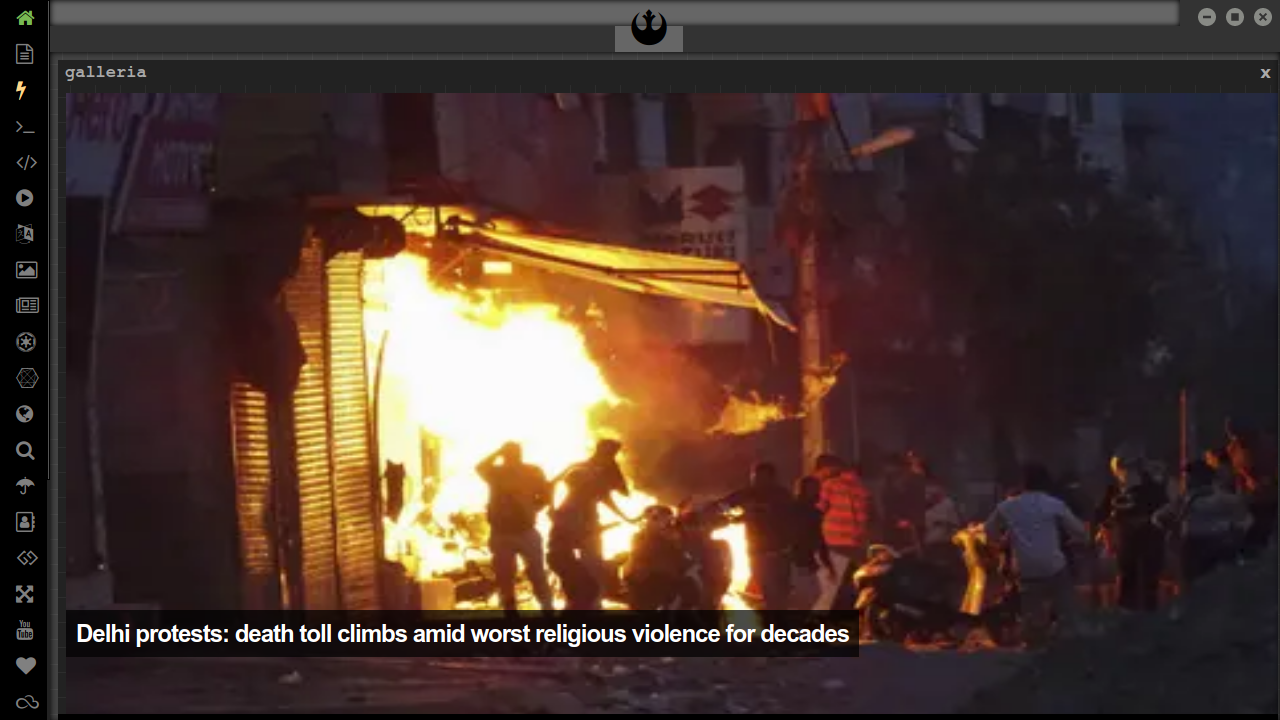 galleria
x
Delhi protests: death toll climbs amid worst religious violence for decades